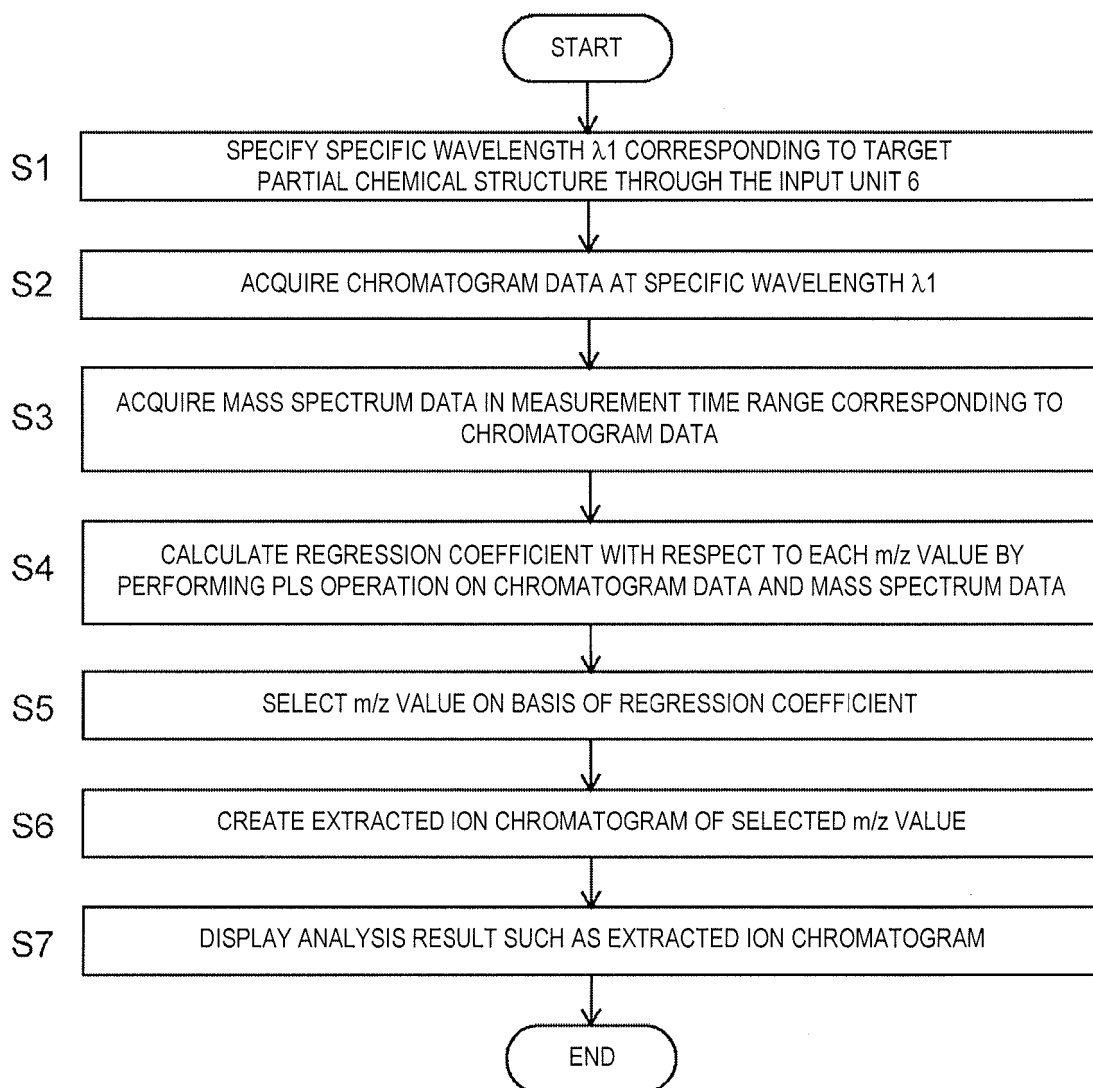 START
S1
SPECIFY SPECIFIC WAVELENGTH λ1 CORRESPONDING TO TARGET
PARTIAL CHEMICAL STRUCTURE THROUGH THE INPUT UNIT 6
S2
ACQUIRE CHROMATOGRAM DATA AT SPECIFIC WAVELENGTH λ1
S3
ACQUIRE MASS SPECTRUM DATA IN MEASUREMENT TIME RANGE CORRESPONDING TO
CHROMATOGRAM DATA
S4
CALCULATE REGRESSION COEFFICIENT WITH RESPECT TO EACH m/z VALUE BY
PERFORMING PLS OPERATION ON CHROMATOGRAM DATA AND MASS SPECTRUM DATA
S5
SELECT m/z VALUE ON BASIS OF REGRESSION COEFFICIENT
S6
CREATE EXTRACTED ION CHROMATOGRAM OF SELECTED m/z VALUE
S7
DISPLAY ANALYSIS RESULT SUCH AS EXTRACTED ION CHROMATOGRAM
END